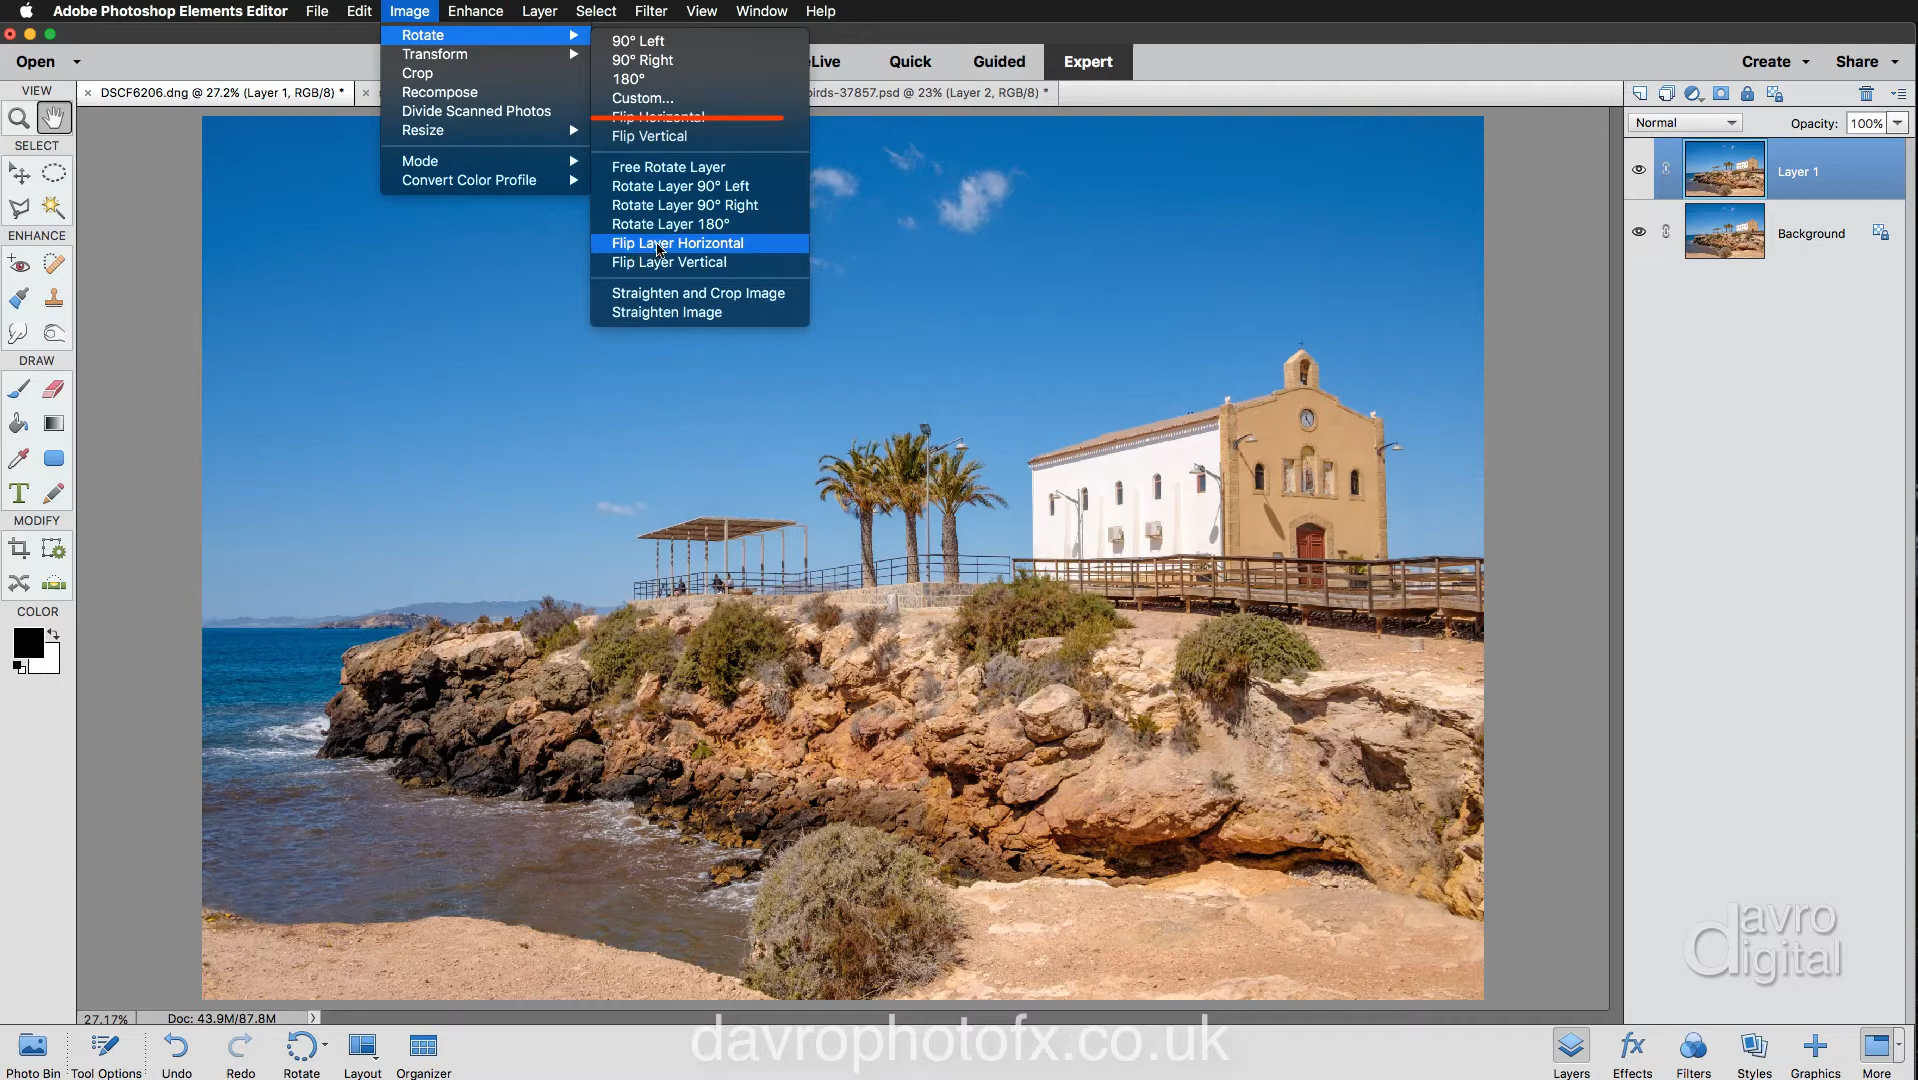 Adobe Photoshop Elements Editor File Edit Image Enhance Layer Select Filter View Window Help
Open
Rotate
Transform
Crop
Recompose
Divide Scanned Photos
Resize
Mode
Convert Color Profile
90° Left
90° Right
180°
Custom...
Flip Horizontal
Flip Vertical
Free Rotate Layer
Rotate Layer 90° Left
Rotate Layer 90° Right
Rotate Layer 180°
Flip Layer Horizontal
Flip Layer Vertical
Straighten and Crop Image
Straighten Image
eLive Quick Guided Expert Create Share
DSCF6206.dng @ 27.2% (Layer 1, RGB/8) *
birds-37857.psd @ 23% (Layer 2, RGB/8) *
VIEW
SELECT
ENHANCE
DRAW
MODIFY
COLOR
Normal Opacity: 100%
Layer 1
Background
davro
digital
27.17% Doc: 43.9M/87.8M
davrophotofx.co.uk
Photo Bin Tool Options Undo Redo Rotate Layout Organizer Layers Effects Filters Styles Graphics More